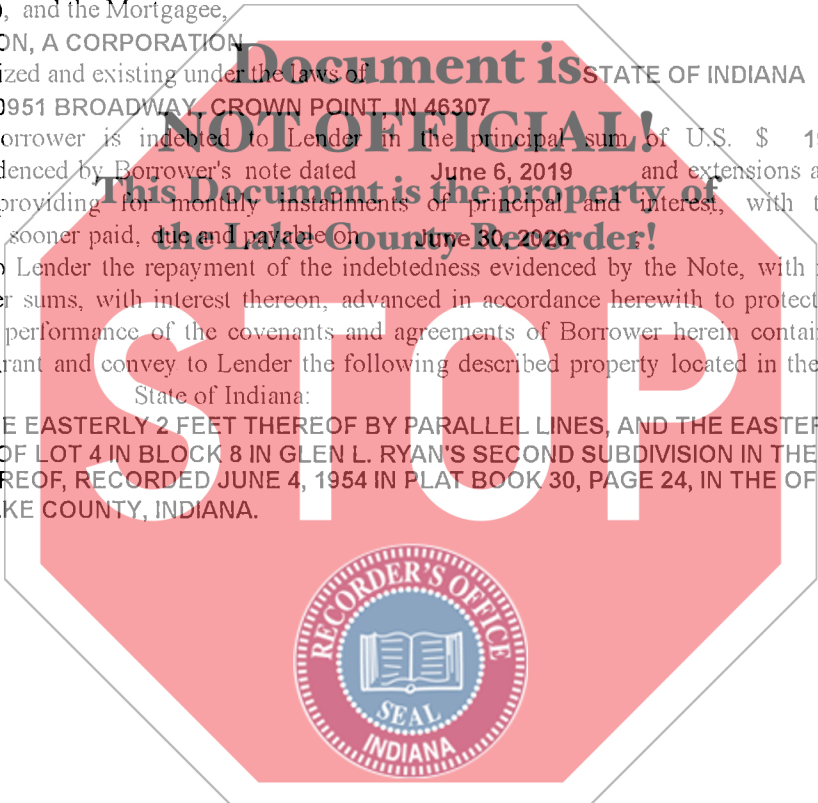 , and the Mortgagee,
ON, A CORPORATION
ized and existing under the laws of STATE OF INDIANA
0951 BROADWAY, CROWN POINT, IN 46307
orrower is indebted to Lender in the principal sum of U.S. $ 1
denced by Borrower's note dated June 6, 2019 and extensions a
providing for monthly installments of principal and interest, with t
sooner paid, due and payable on June 30, 2026 ;
o Lender the repayment of the indebtedness evidenced by the Note, with
r sums, with interest thereon, advanced in accordance herewith to protect
performance of the covenants and agreements of Borrower herein contai
rant and convey to Lender the following described property located in the
State of Indiana:
E EASTERLY 2 FEET THEREOF BY PARALLEL LINES, AND THE EASTER
OF LOT 4 IN BLOCK 8 IN GLEN L. RYAN'S SECOND SUBDIVISION IN THE
REOF, RECORDED JUNE 4, 1954 IN PLAT BOOK 30, PAGE 24, IN THE OF
KE COUNTY, INDIANA.
Document is
NOT OFFICIAL!
This Document is the property of
the Lake County Recorder!
STOP
RECORDER'S OFFICE
SEAL
INDIANA